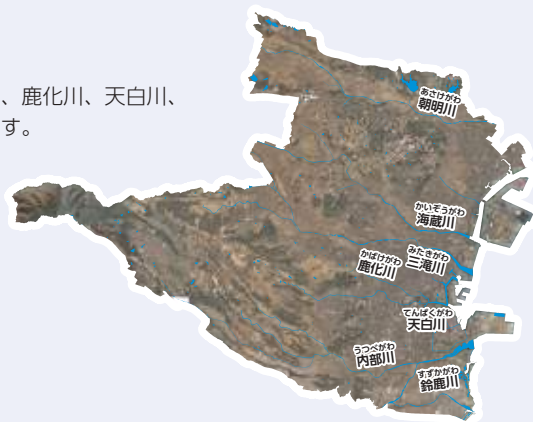 、鹿化川、天白川、
す。
あさけがわ
朝明川
かいぞうがわ
海蔵川
みたきがわ
三滝川
かばけがわ
鹿化川
てんぱくがわ
天白川
うつべがわ
内部川
すずかがわ
鈴鹿川